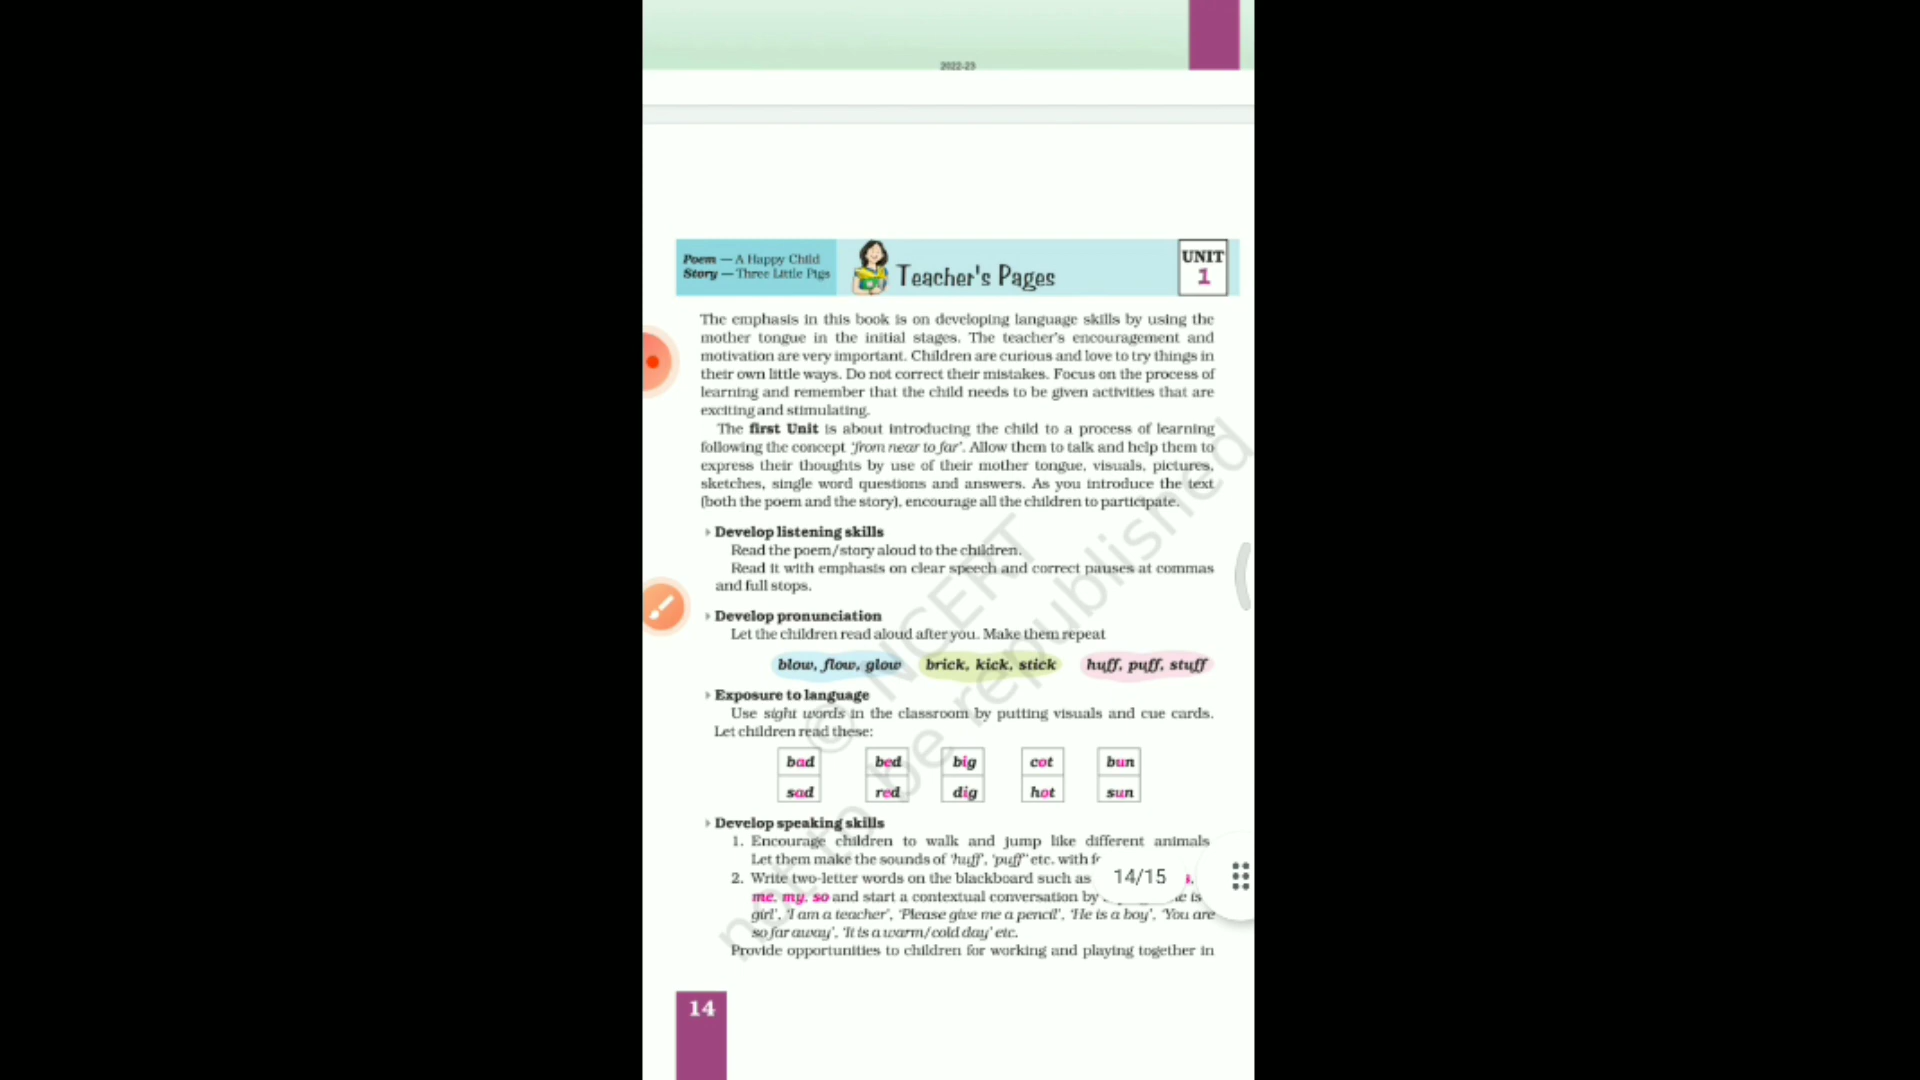 2022-23
Poem — A Happy Child
Story — Three Little Pigs
Teacher's Pages
UNIT
1
The emphasis in this book is on developing language skills by using the
mother tongue in the initial stages. The teacher's encouragement and
motivation are very important. Children are curious and love to try things in
their own little ways. Do not correct their mistakes. Focus on the process of
learning and remember that the child needs to be given activities that are
exciting and stimulating.
The first Unit is about introducing the child to a process of learning
following the concept 'from near to far'. Allow them to talk and help them to
express their thoughts by use of their mother tongue, visuals, pictures,
sketches, single word questions and answers. As you introduce the text
(both the poem and the story), encourage all the children to participate.
Develop listening skills
Read the poem/story aloud to the children.
Read it with emphasis on clear speech and correct pauses at commas
and full stops.
Develop pronunciation
Let the children read aloud after you. Make them repeat
blow, flow, glow brick, kick, stick huff, puff, stuff
Exposure to language
Use sight words in the classroom by putting visuals and cue cards.
Let children read these:
bad bed big cot bun
sad red dig hot sun
Develop speaking skills
1. Encourage children to walk and jump like different animals
Let them make the sounds of 'huff', 'puff' etc. with
2. Write two-letter words on the blackboard such as
me, my, so and start a contextual conversation by is
girl', 'I am a teacher', 'Please give me a pencil', 'He is a boy', 'You are
so far away', 'It is a warm/cold day' etc.
Provide opportunities to children for working and playing together in
14/15
14
© NCERT
not to be republished